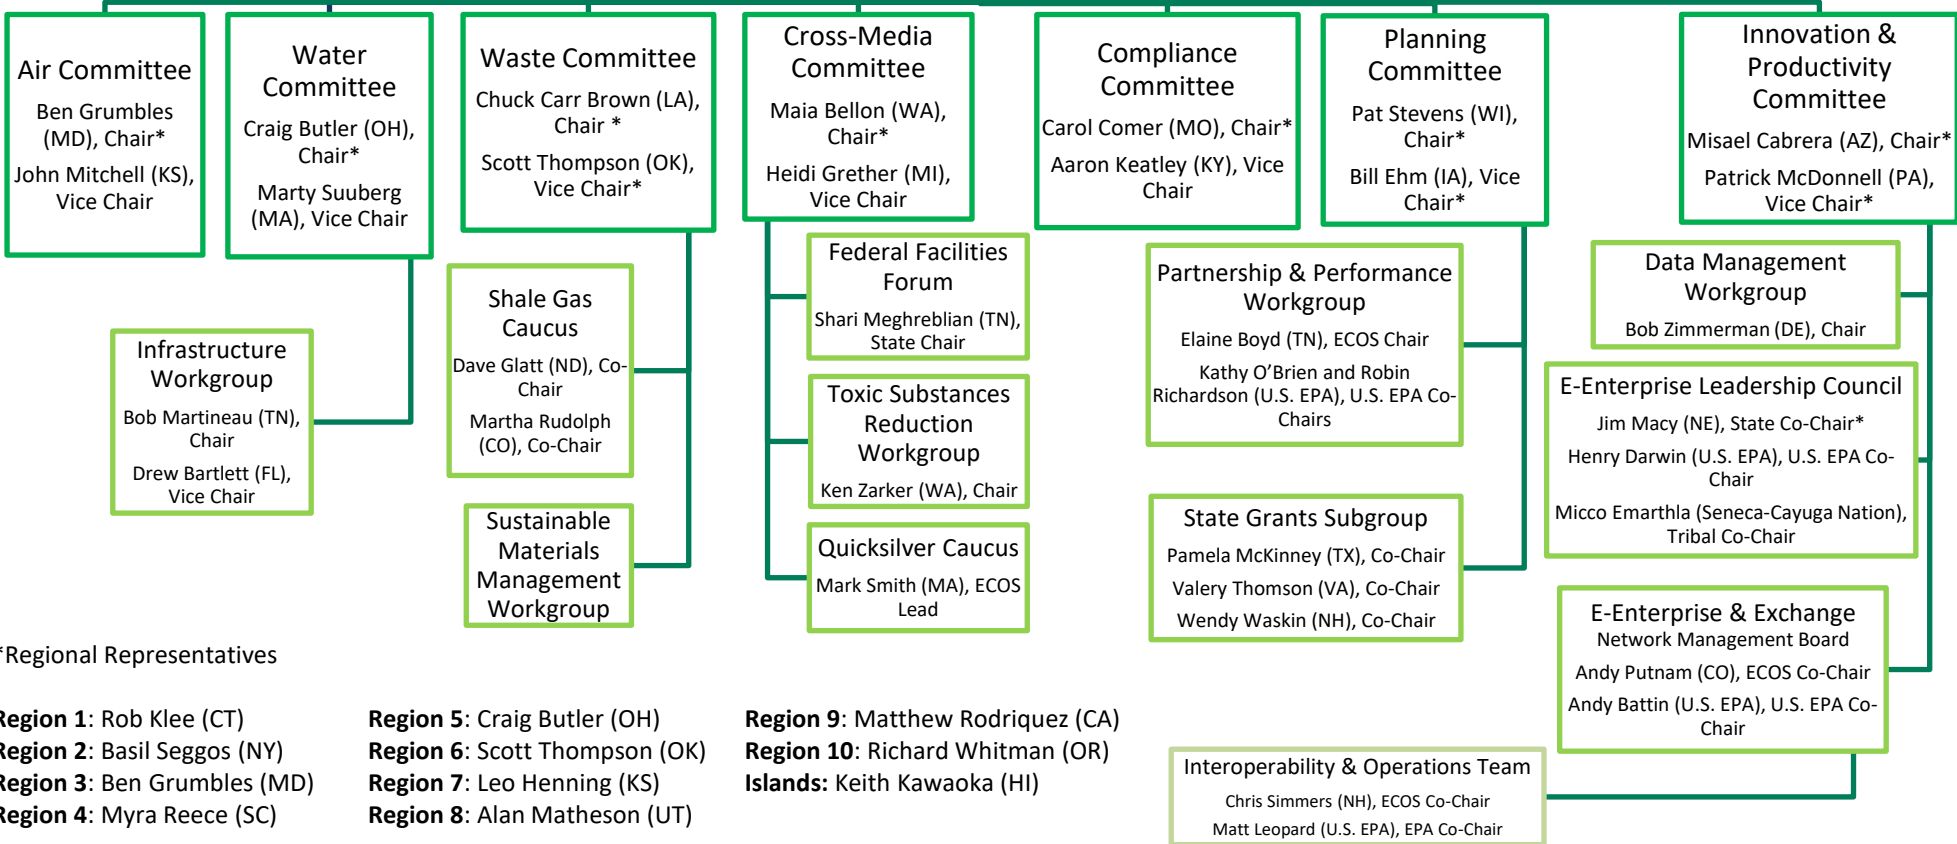 Air Committee
Ben Grumbles
(MD), Chair*
John Mitchell (KS),
Vice Chair
Water
Committee
Craig Butler (OH),
Chair*
Marty Suuberg
(MA), Vice Chair
Infrastructure
Workgroup
Bob Martineau (TN),
Chair
Drew Bartlett (FL),
Vice Chair
Waste Committee
Chuck Carr Brown (LA),
Chair *
Scott Thompson (OK),
Vice Chair*
Shale Gas
Caucus
Dave Glatt (ND), Co-
Chair
Martha Rudolph
(CO), Co-Chair
Sustainable
Materials
Management
Workgroup
Cross-Media
Committee
Maia Bellon (WA),
Chair*
Heidi Grether (MI),
Vice Chair
Federal Facilities
Forum
Shari Meghreblian (TN),
State Chair
Toxic Substances
Reduction
Workgroup
Ken Zarker (WA), Chair
Quicksilver Caucus
Mark Smith (MA), ECOS
Lead
Compliance
Committee
Carol Comer (MO), Chair*
Aaron Keatley (KY), Vice
Chair
Planning
Committee
Pat Stevens (WI),
Chair*
Bill Ehm (IA), Vice
Chair*
Partnership & Performance
Workgroup
Elaine Boyd (TN), ECOS Chair
Kathy O’Brien and Robin
Richardson (U.S. EPA), U.S. EPA Co-
Chairs
State Grants Subgroup
Pamela McKinney (TX), Co-Chair
Valery Thomson (VA), Co-Chair
Wendy Waskin (NH), Co-Chair
Innovation &
Productivity
Committee
Misael Cabrera (AZ), Chair*
Patrick McDonnell (PA),
Vice Chair*
Data Management
Workgroup
Bob Zimmerman (DE), Chair
E-Enterprise Leadership Council
Jim Macy (NE), State Co-Chair*
Henry Darwin (U.S. EPA), U.S. EPA Co-
Chair
Micco Emarthla (Seneca-Cayuga Nation),
Tribal Co-Chair
E-Enterprise & Exchange
Network Management Board
Andy Putnam (CO), ECOS Co-Chair
Andy Battin (U.S. EPA), U.S. EPA Co-
Chair
Interoperability & Operations Team
Chris Simmers (NH), ECOS Co-Chair
Matt Leopard (U.S. EPA), EPA Co-Chair
*Regional Representatives
Region 1: Rob Klee (CT)
Region 2: Basil Seggos (NY)
Region 3: Ben Grumbles (MD)
Region 4: Myra Reece (SC)
Region 5: Craig Butler (OH)
Region 6: Scott Thompson (OK)
Region 7: Leo Henning (KS)
Region 8: Alan Matheson (UT)
Region 9: Matthew Rodriquez (CA)
Region 10: Richard Whitman (OR)
Islands: Keith Kawaoka (HI)